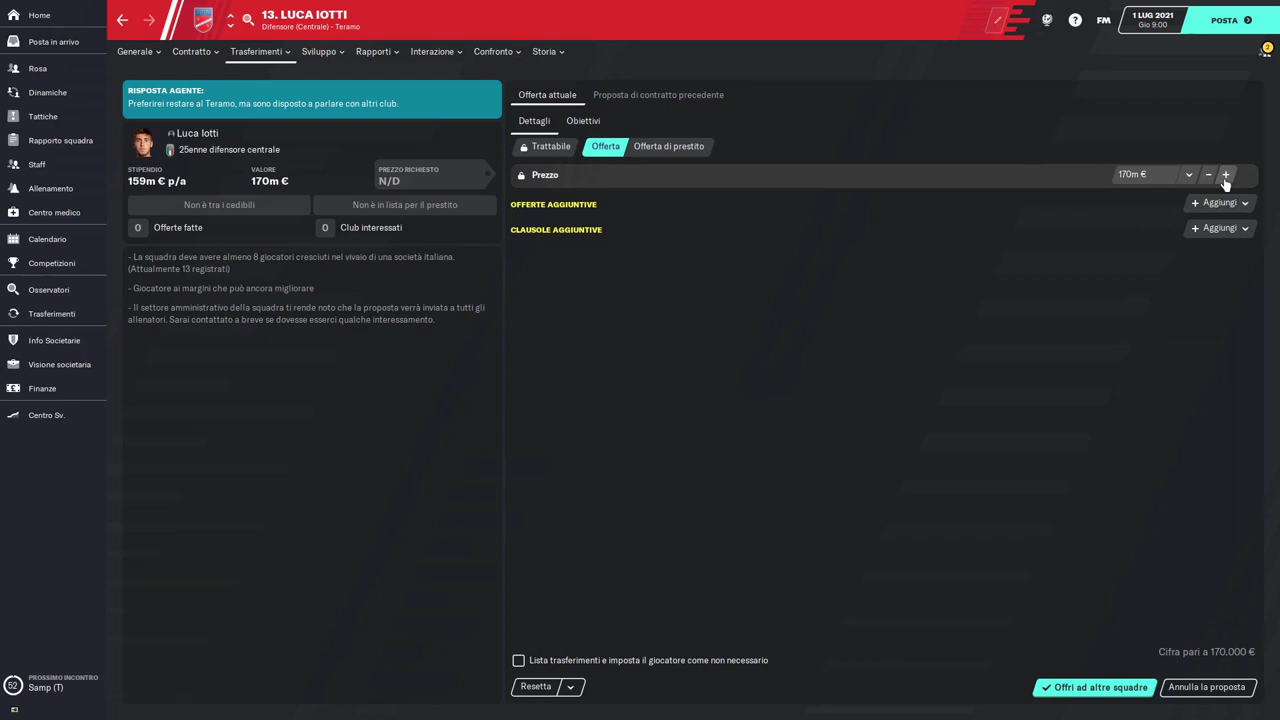 Home
Posta in arrivo
Rosa
Dinamiche
Tattiche
Rapporto squadra
Staff
Allenamento
Centro medico
Calendario
Competizioni
Osservatori
Trasferimenti
Info Societarie
Visione societaria
Finanze
Centro Sv.
52
PROSSIMO INCONTRO
Samp (T)
13. LUCA IOTTI
Difensore (Centrale) - Teramo
FM
1 LUG 2021
Gio 9:00
POSTA
2
Generale
Contratto
Trasferimenti
Sviluppo
Rapporti
Interazione
Confronto
Storia
RISPOSTA AGENTE:
Preferirei restare al Teramo, ma sono disposto a parlare con altri club.
Luca Iotti
25enne difensore centrale
STIPENDIO
159m € p/a
VALORE
170m €
PREZZO RICHIESTO
N/D
Non è tra i cedibili
Non è in lista per il prestito
0 Offerte fatte
0 Club interessati
- La squadra deve avere almeno 8 giocatori cresciuti nel vivaio di una società italiana.
(Attualmente 13 registrati)
- Giocatore ai margini che può ancora migliorare
- Il settore amministrativo della squadra ti rende noto che la proposta verrà inviata a tutti gli
allenatori. Sarai contattato a breve se dovesse esserci qualche interessamento.
Offerta attuale
Proposta di contratto precedente
Dettagli
Obiettivi
Trattabile
Offerta
Offerta di prestito
Prezzo
170m €
OFFERTE AGGIUNTIVE
Aggiungi
CLAUSOLE AGGIUNTIVE
Aggiungi
Cifra pari a 170.000 €
Lista trasferimenti e imposta il giocatore come non necessario
Resetta
Offri ad altre squadre
Annulla la proposta